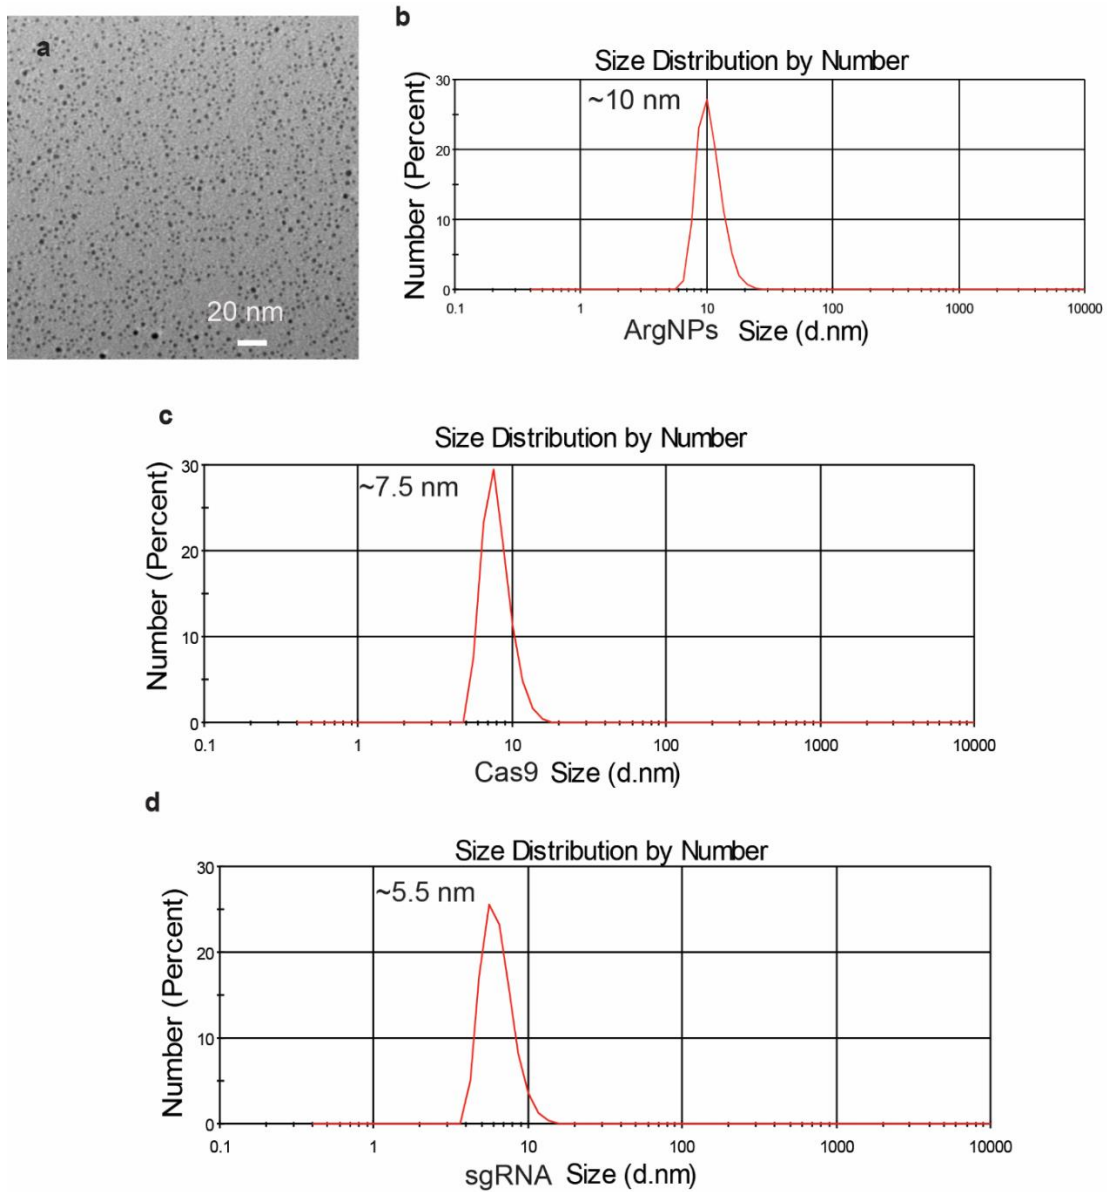 a
20 nm
b
Size Distribution by Number
~10 nm
Number (Percent)
30
20
10
0
0.1 1 10 100 1000 10000
ArgNPs Size (d.nm)
c
Size Distribution by Number
~7.5 nm
Number (Percent)
30
20
10
0
0.1 1 10 100 1000 10000
Cas9 Size (d.nm)
d
Size Distribution by Number
~5.5 nm
Number (Percent)
30
20
10
0
0.1 1 10 100 1000 10000
sgRNA Size (d.nm)